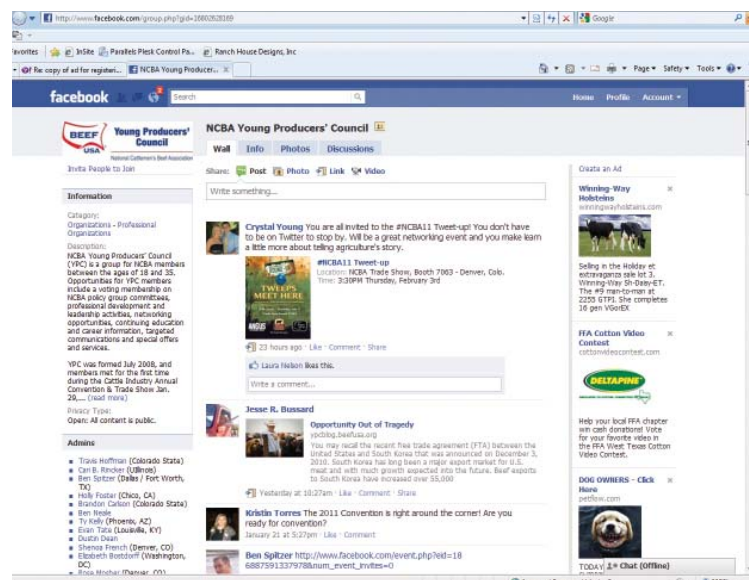 http://www.facebook.com/group.php?gid=18802628169
Google
avorites InSite Parallels Plesk Control Pa... Ranch House Designs, Inc
Re: copy of ad for registeri... NCBA Young Producer... X
Page Safety Tools
facebook
2
Search
Home Profile Account
BEEF
USA
Young Producers'
Council
National Cattlemen's Beef Association
Invite People to Join
Information
Category:
Organizations - Professional
Organizations
Description:
NCBA Young Producers' Council
(YPC) is a group for NCBA members
between the ages of 18 and 35.
Opportunities for YPC members
include a voting membership on
NCBA policy group committees,
professional development and
leadership activities, networking
opportunities, continuing education
and career information, targeted
communications and special offers
and services.
YPC was formed July 2008, and
members met for the first time
during the Cattle Industry Annual
Convention & Trade Show Jan.
29,... (read more)
Privacy Type:
Open: All content is public.
Admins
Travis Hoffman (Colorado State)
Cari B. Rincker (UIllinois)
Ben Spitzer (Dallas / Fort Worth,
TX)
Holly Foster (Chico, CA)
Brandon Carlson (Colorado State)
Ben Neale
Ty Kelly (Phoenix, AZ)
Evan Tate (Louisville, KY)
Dustin Dean
Shenoa French (Denver, CO)
Elizabeth Bostdorff (Washington,
DC)
Rose Mosher (Denver, CO)
NCBA Young Producers' Council
Wall Info Photos Discussions
Share: Post Photo Link Video
Write something...
Crystal Young You are all invited to the #NCBA11 Tweet-up! You don't have
to be on Twitter to stop by. Will be a great networking event and you make learn
a little more about telling agriculture's story.
TWEEPS
MEET HERE
ANGUS
#NCBA11 Tweet-up
Location: NCBA Trade Show, Booth 7063 - Denver, Colo.
Time: 3:30PM Thursday, February 3rd
23 hours ago · Like · Comment · Share
Laura Nelson likes this.
Write a comment...
Jesse R. Bussard
Opportunity Out of Tragedy
ypcblog.beefusa.org
You may recall the recent free trade agreement (FTA) between the
United States and South Korea that was announced on December 3,
2010. South Korea has long been a major export market for U.S.
meat and with much growth expected into the future. Beef exports
to South Korea have increased over 55,000
Yesterday at 10:27am · Like · Comment · Share
Kristin Torres The 2011 Convention is right around the corner! Are you
ready for convention?
January 21 at 5:27pm · Like · Comment
Ben Spitzer http://www.facebook.com/event.php?eid=18
6887591337978&num_event_invites=0
Create an Ad
Winning-Way
Holsteins
winningwayholsteins.com
Selling in the Holiday et
extravaganza sale lot 3.
Winning-Way Sh-Daisy-ET.
The #9 man-to-man at
2255 GTPI. She completes
16 gen VGorEX
FFA Cotton Video
Contest
cottonvideocontest.com
DELTAPINE
Help your local FFA chapter
win cash donations! Vote
for your favorite video in
the FFA West Texas Cotton
Video Contest.
DOG OWNERS - Click
Here
petflow.com
TODAY
Chat (Offline)